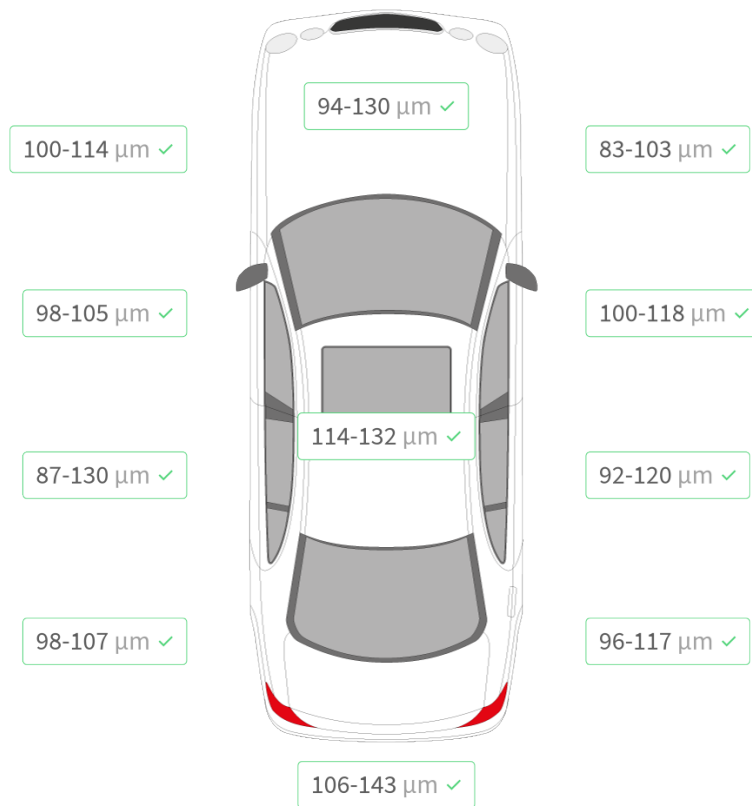 94-130 µm
100-114 µm
83-103 µm
98-105 µm
100-118 µm
114-132 µm
87-130 µm
92-120 µm
98-107 µm
96-117 µm
106-143 µm